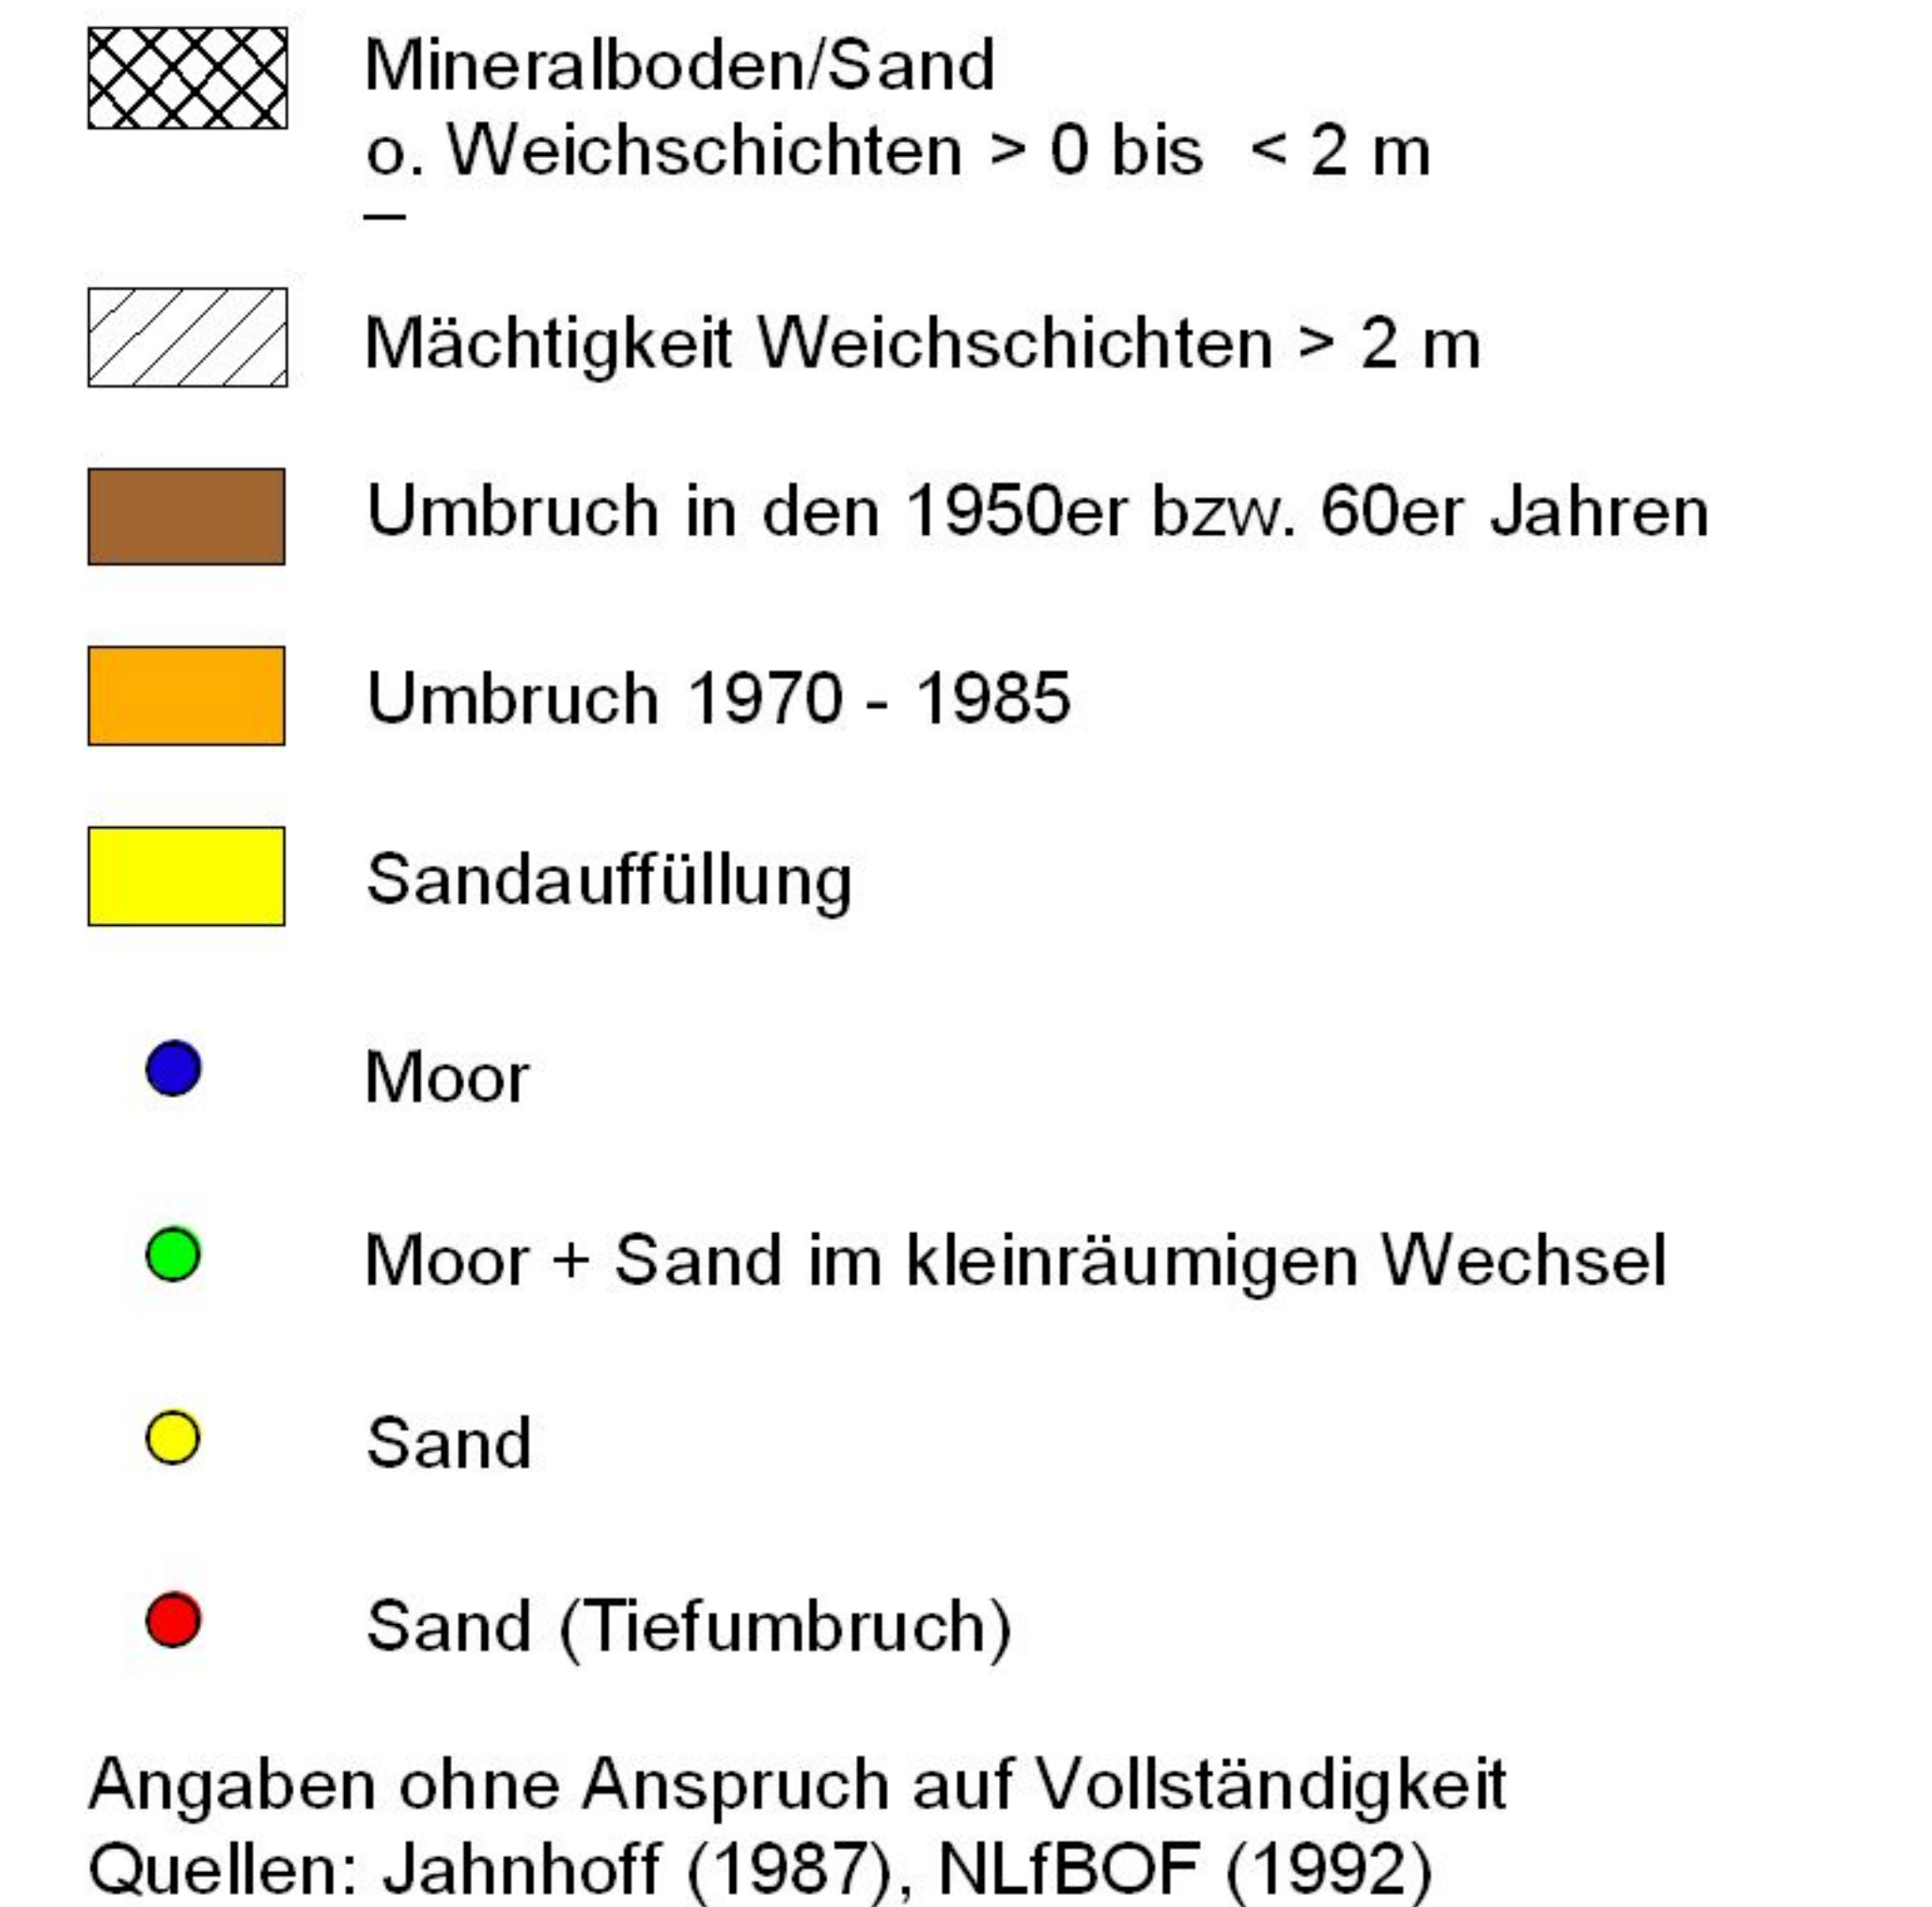 Mineralboden/Sand
o. Weichschichten > 0 bis < 2 m
_
Mächtigkeit Weichschichten > 2 m
Umbruch in den 1950er bzw. 60er Jahren
Umbruch 1970 - 1985
Sandauffüllung
Moor
Moor + Sand im kleinräumigen Wechsel
Sand
Sand (Tiefumbruch)
Angaben ohne Anspruch auf Vollständigkeit
Quellen: Jahnhoff (1987), NLfBOF (1992)